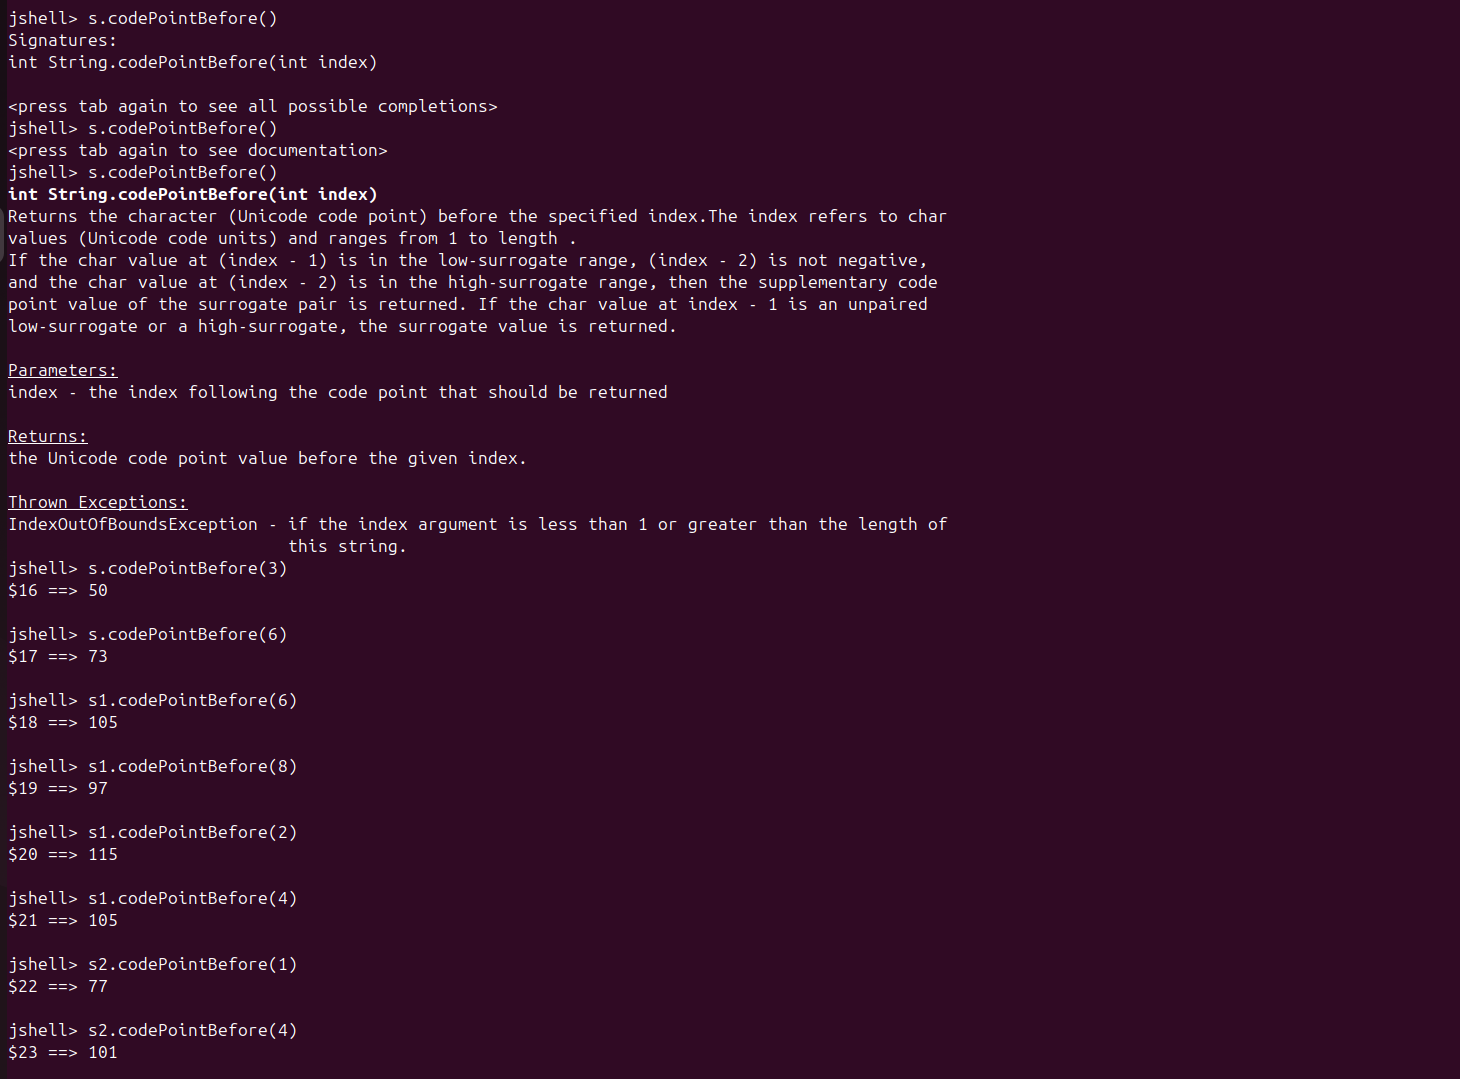 jshell> s.codePointBefore()
Signatures:
int String.codePointBefore(int index)
<press tab again to see all possible completions>
jshell> s.codePointBefore()
<press tab again to see documentation>
jshell> s.codePointBefore()
int String.codePointBefore(int index)
Returns the character (Unicode code point) before the specified index.The index refers to char
values (Unicode code units) and ranges from 1 to length .
If the char value at (index - 1) is in the low-surrogate range, (index - 2) is not negative,
and the char value at (index - 2) is in the high-surrogate range, then the supplementary code
point value of the surrogate pair is returned. If the char value at index - 1 is an unpaired
low-surrogate or a high-surrogate, the surrogate value is returned.
Parameters:
index - the index following the code point that should be returned
Returns:
the Unicode code point value before the given index.
Thrown Exceptions:
IndexOutOfBoundsException - if the index argument is less than 1 or greater than the length of
this string.
jshell> s.codePointBefore(3)
$16 ==> 50
jshell> s.codePointBefore(6)
$17 ==> 73
jshell> s1.codePointBefore(6)
$18 ==> 105
jshell> s1.codePointBefore(8)
$19 ==> 97
jshell> s1.codePointBefore(2)
$20 ==> 115
jshell> s1.codePointBefore(4)
$21 ==> 105
jshell> s2.codePointBefore(1)
$22 ==> 77
jshell> s2.codePointBefore(4)
$23 ==> 101